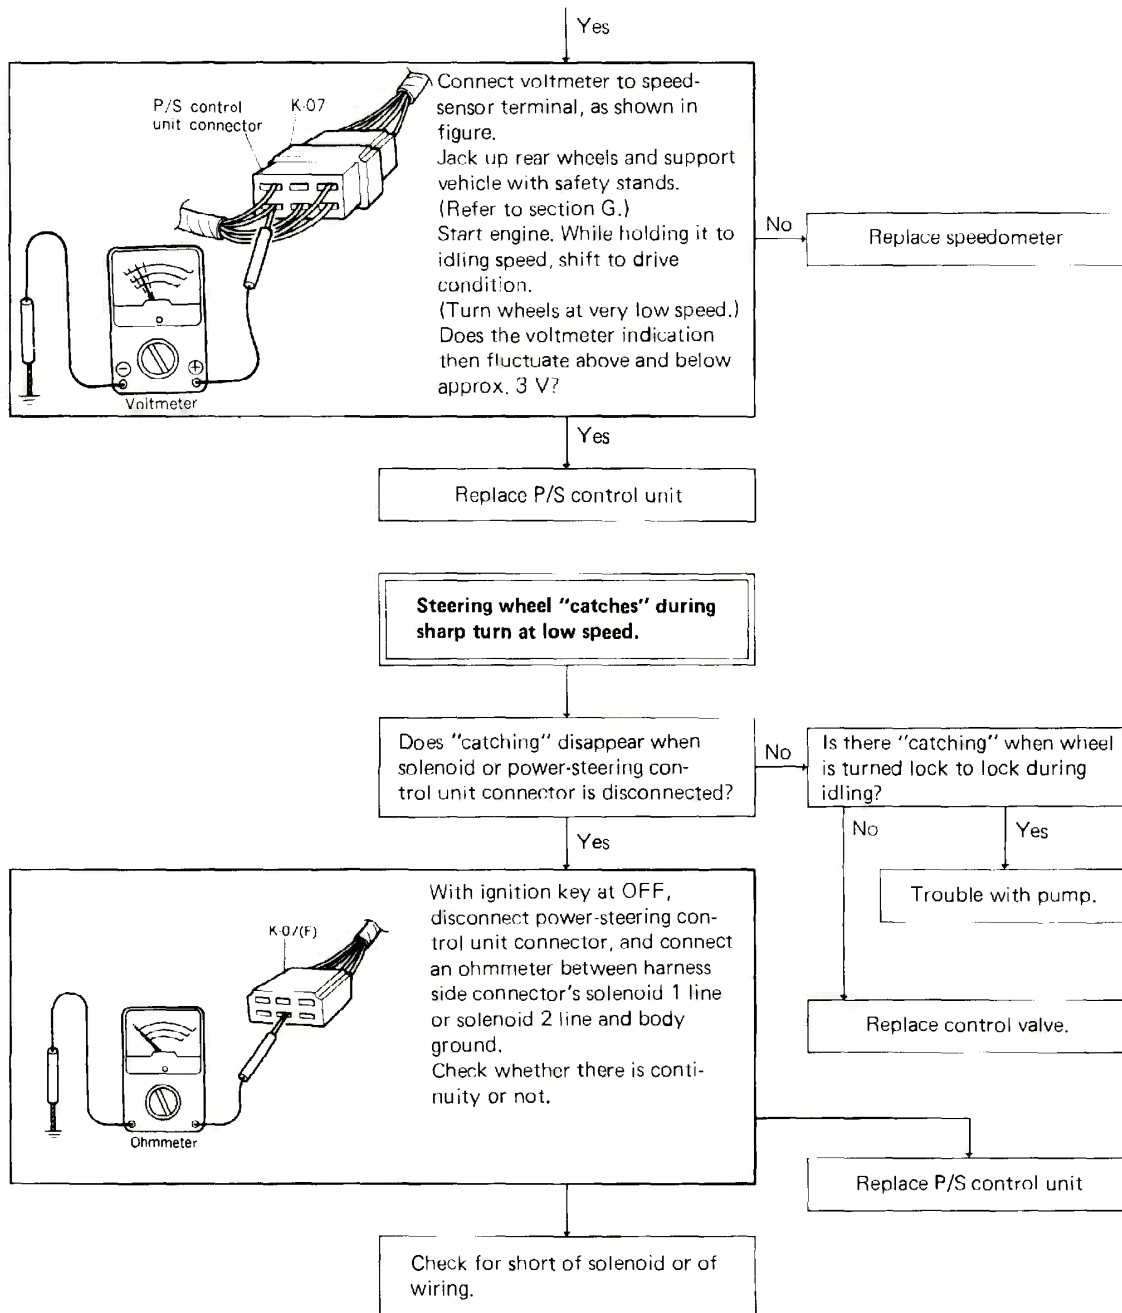 Yes
P/S control
unit connector
K-07
Voltmeter
Connect voltmeter to speed-
sensor terminal, as shown in
figure.
Jack up rear wheels and support
vehicle with safety stands.
(Refer to section G.)
Start engine. While holding it to
idling speed, shift to drive
condition.
(Turn wheels at very low speed.)
Does the voltmeter indication
then fluctuate above and below
approx. 3 V?
No
Replace speedometer
Yes
Replace P/S control unit
Steering wheel "catches" during
sharp turn at low speed.
Does "catching" disappear when
solenoid or power-steering con-
trol unit connector is disconnected?
No
Is there "catching" when wheel
is turned lock to lock during
idling?
No
Yes
Trouble with pump.
Replace control valve.
Yes
K-07(F)
Ohmmeter
With ignition key at OFF,
disconnect power-steering con-
trol unit connector, and connect
an ohmmeter between harness
side connector's solenoid 1 line
or solenoid 2 line and body
ground.
Check whether there is conti-
nuity or not.
Replace P/S control unit
Check for short of solenoid or of
wiring.